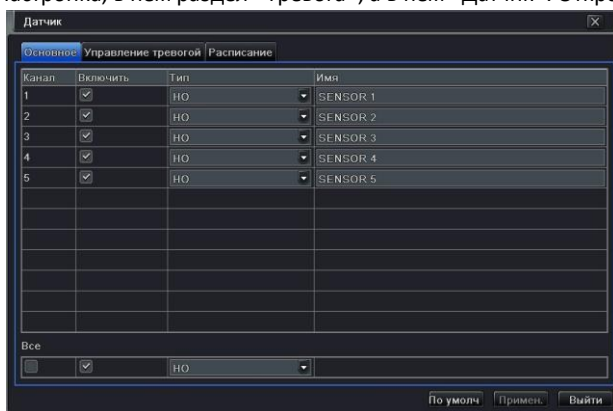 Датчик
Основное Управление тревогой Расписание
Канал Включить Тип Имя
1 НО SENSOR 1
2 НО SENSOR 2
3 НО SENSOR 3
4 НО SENSOR 4
5 НО SENSOR 5
Все
НО
По умолч Примен. Выйти